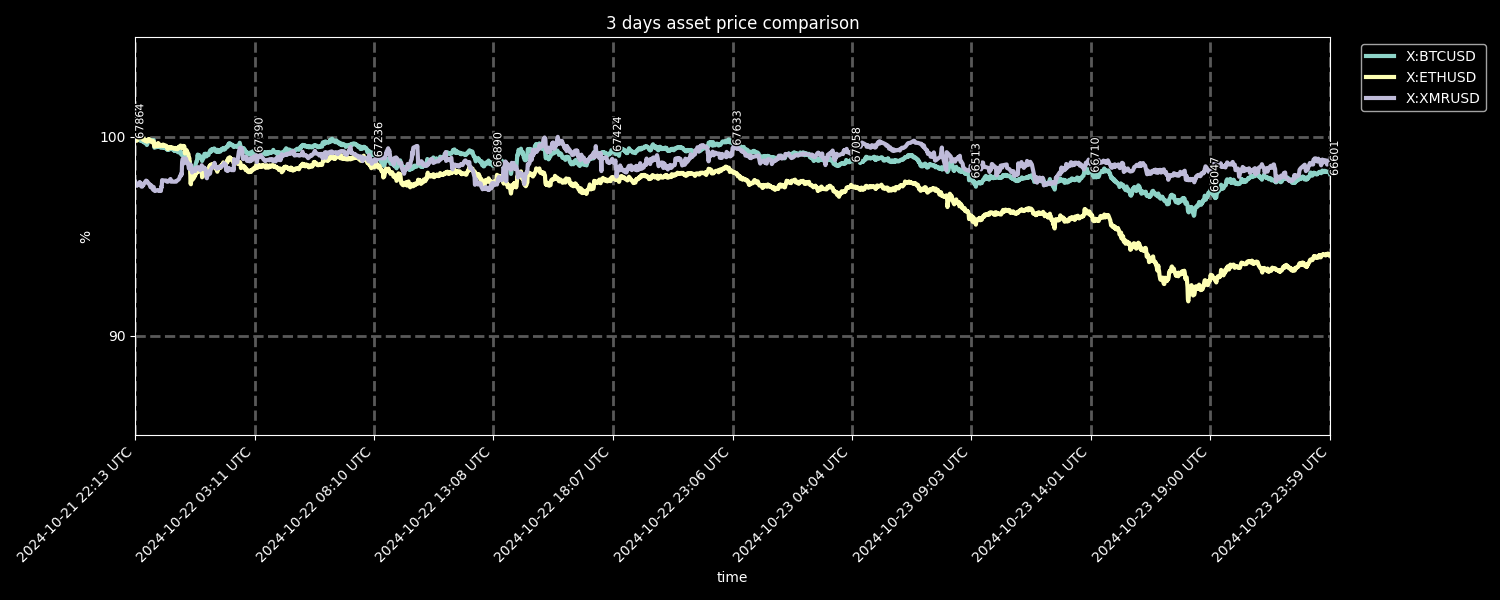 3 days asset price comparison
X:BTCUSD
X:ETHUSD
X:XMRUSD
67864
67390
67236
66890
67424
67633
67058
66513
66710
66047
66601
100
90
%
2024-10-21 22:13 UTC
2024-10-22 03:11 UTC
2024-10-22 08:10 UTC
2024-10-22 13:08 UTC
2024-10-22 18:07 UTC
2024-10-22 23:06 UTC
2024-10-23 04:04 UTC
2024-10-23 09:03 UTC
2024-10-23 14:01 UTC
2024-10-23 19:00 UTC
2024-10-23 23:59 UTC
time